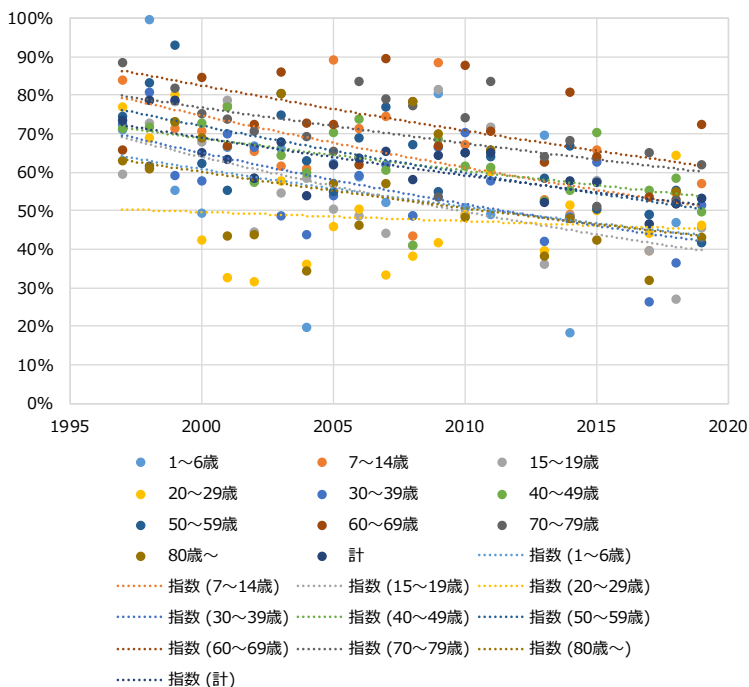 100%
90%
80%
70%
60%
50%
40%
30%
20%
10%
0%
1995 2000 2005 2010 2015 2020
1～6歳 7～14歳 15～19歳
20～29歳 30～39歳 40～49歳
50～59歳 60～69歳 70～79歳
80歳～ 計 指数 (1～6歳)
指数 (7～14歳) 指数 (15～19歳) 指数 (20～29歳)
指数 (30～39歳) 指数 (40～49歳) 指数 (50～59歳)
指数 (60～69歳) 指数 (70～79歳) 指数 (80歳～)
指数 (計)